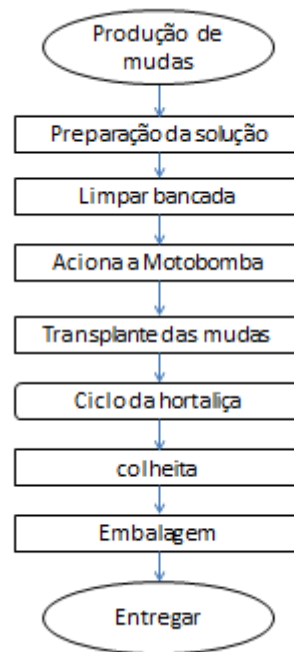 Produção de
mudas
Preparação da solução
Limpar bancada
Aciona a Motobomba
Transplante das mudas
Ciclo da hortaliça
colheita
Embalagem
Entregar